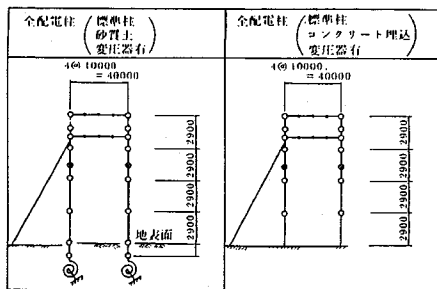 全配電柱(標準柱
砂質土
変圧器有)
4@10000
=40000
2900
2900
2900
2900
地表面
全配電柱(標準柱
コンクリート埋込
変圧器有)
4@10000.
=40000
2900
2900
2900
2900